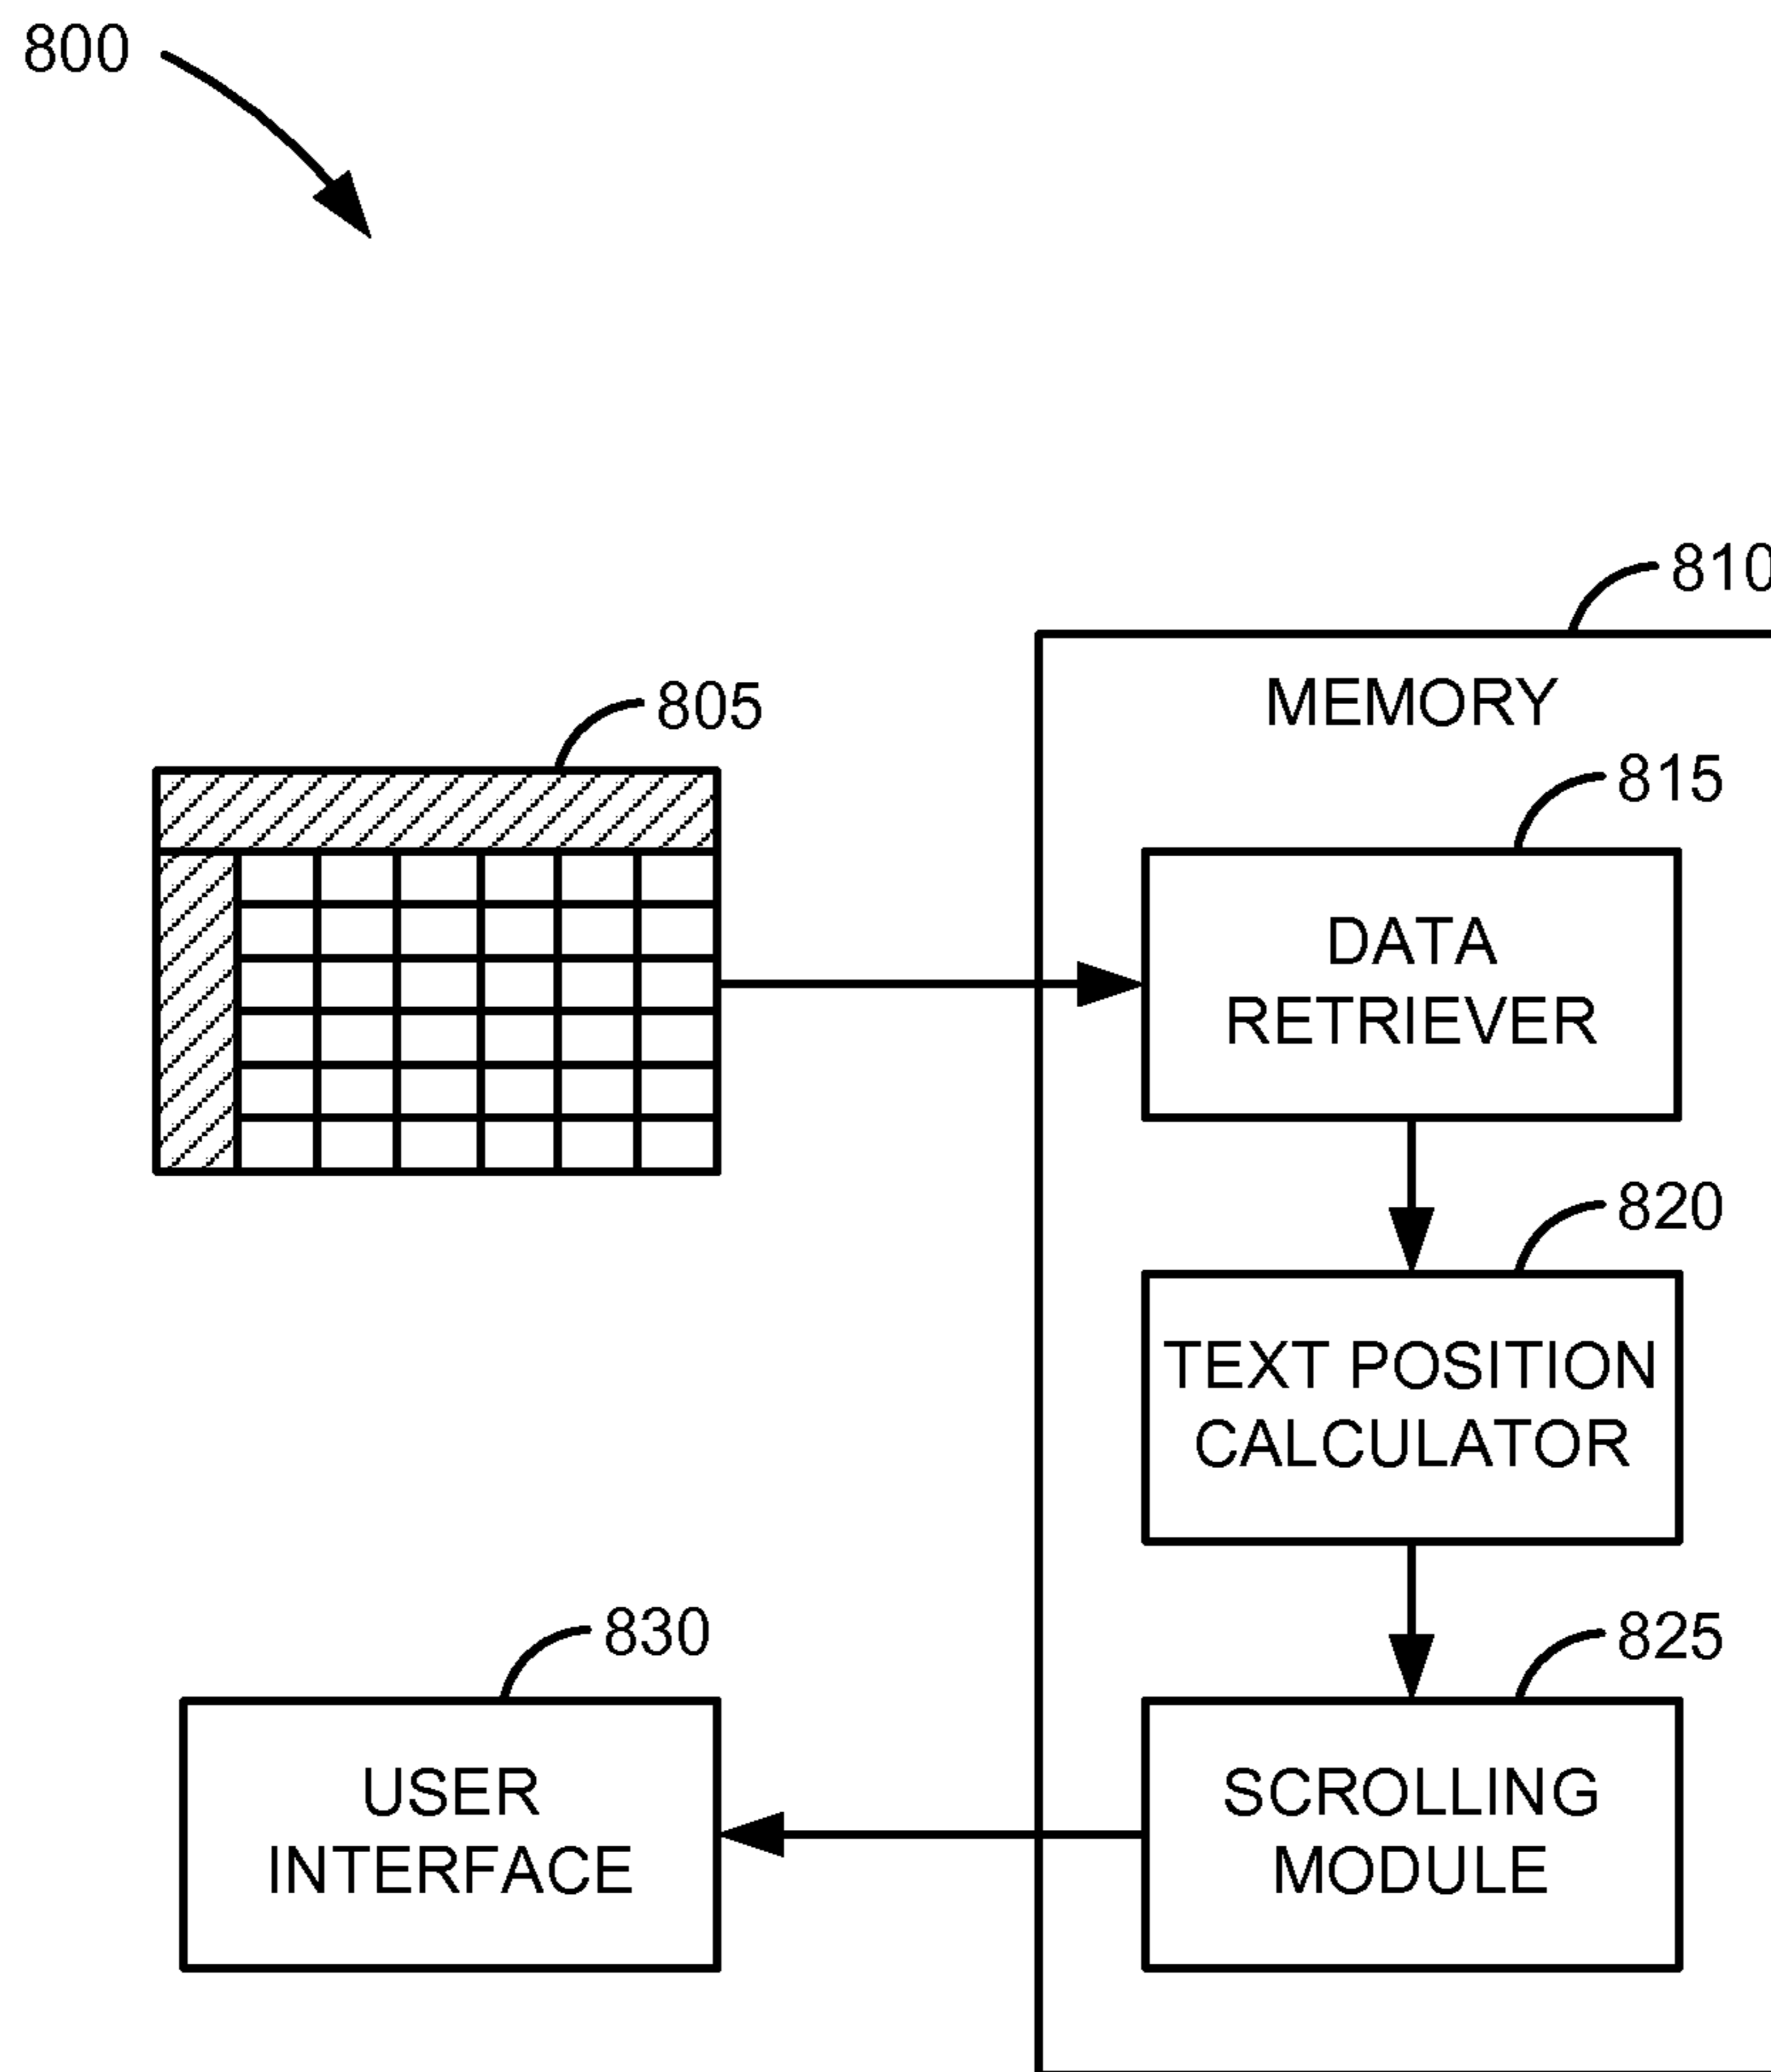 800
810
MEMORY
805
815
DATA
RETRIEVER
820
TEXT POSITION
CALCULATOR
830
825
USER
INTERFACE
SCROLLING
MODULE